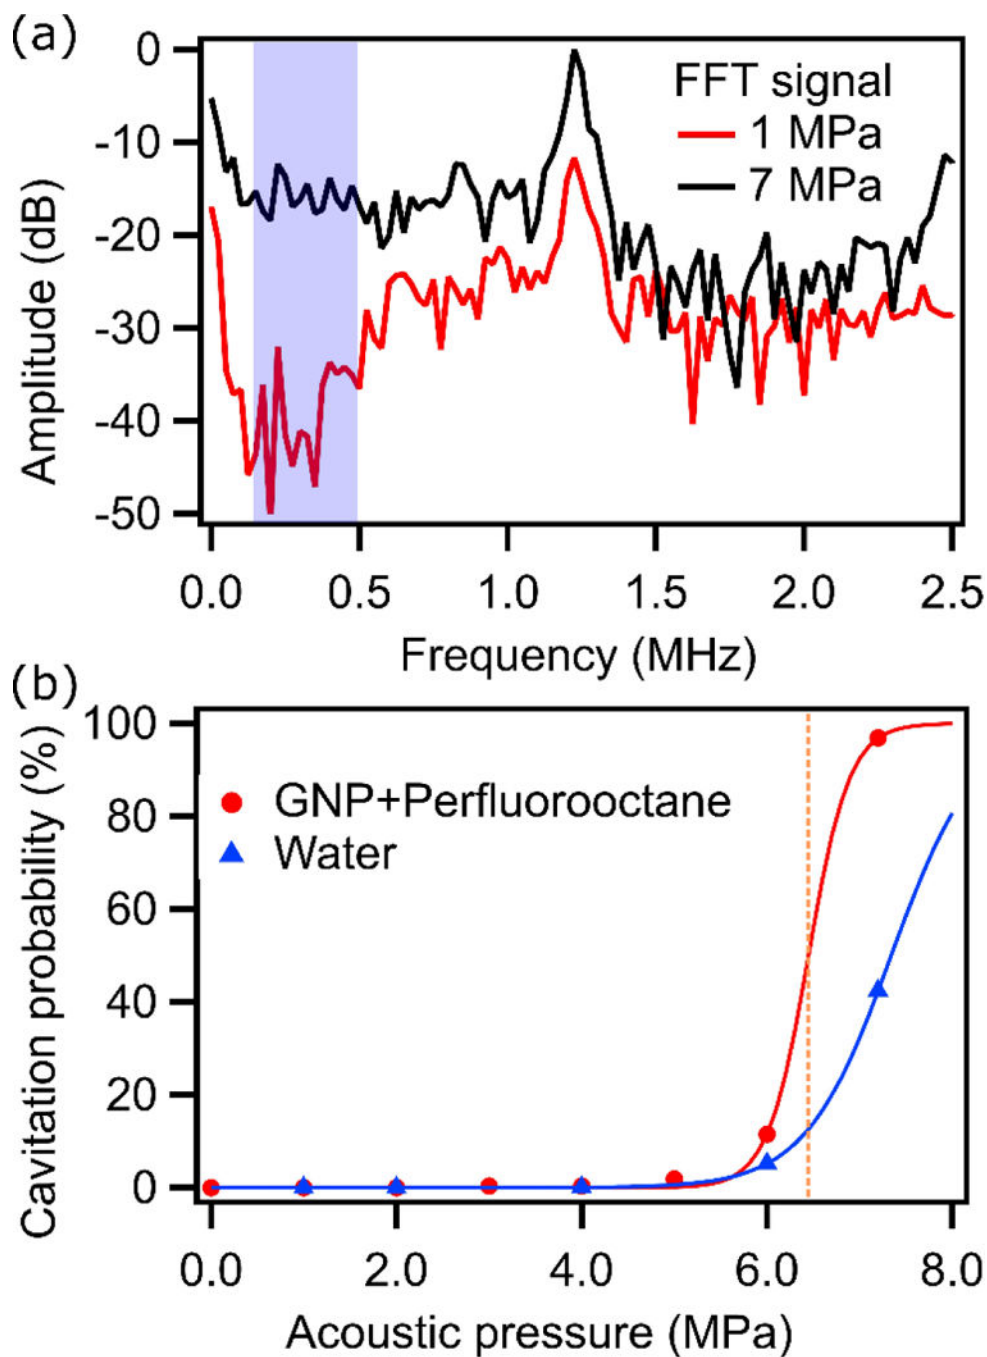 (a)
0
-10
-20
-30
-40
-50
Amplitude (dB)
FFT signal
1 MPa
7 MPa
0.0 0.5 1.0 1.5 2.0 2.5
Frequency (MHz)
(b)
100
80
60
40
20
0
Cavitation probability (%)
GNP+Perfluorooctane
Water
0.0 2.0 4.0 6.0 8.0
Acoustic pressure (MPa)